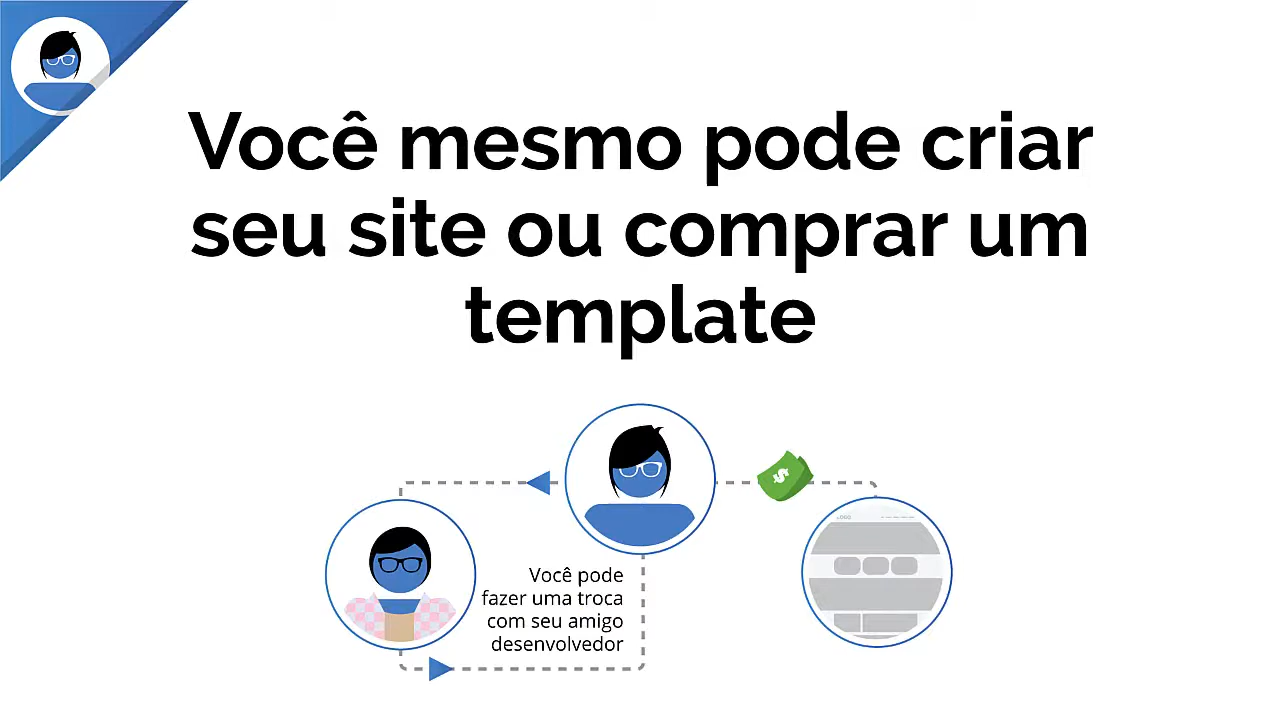 Você mesmo pode criar
seu site ou comprar um
template
Você pode
fazer uma troca
com seu amigo
desenvolvedor
$
LOGO